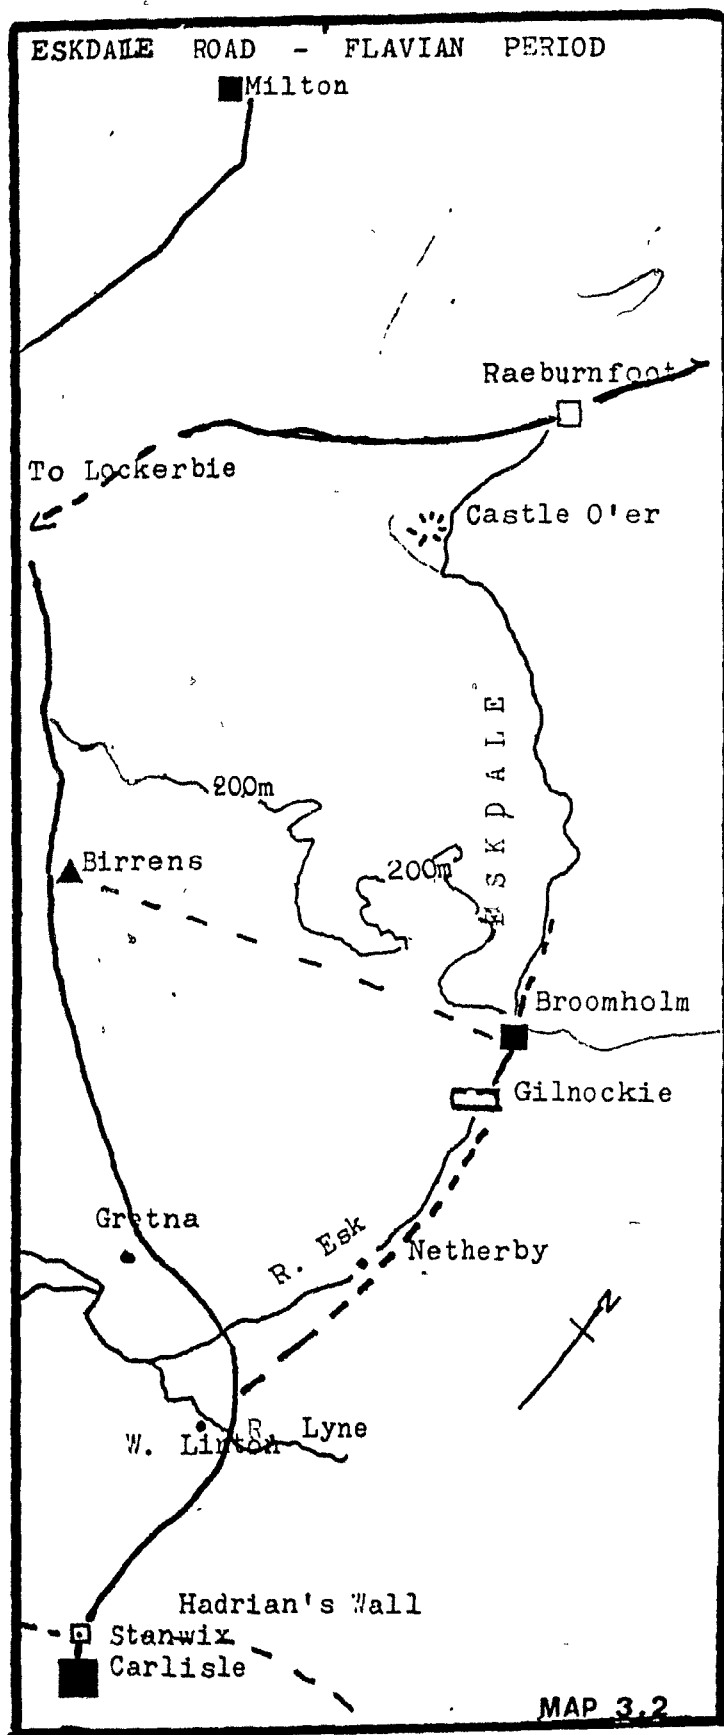 ESKDALE ROAD - FLAVIAN PERIOD
Milton
Raeburnfoot
To Lockerbie
Castle O'er
ESKDALE
200m
Birrens
200m
Broomholm
Gilnockie
Gretna
R. Esk
Netherby
N
R. Lyne
W. Linton
Hadrian's Wall
Stanwix
Carlisle
MAP 3.2